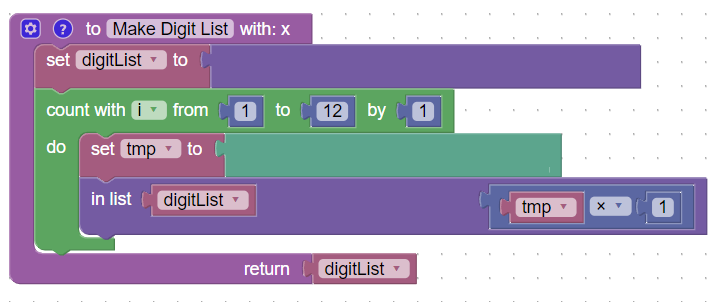 ? to Make Digit List with: x
set digitList to
count with i from 1 to 12 by 1
do set tmp to
in list digitList tmp × 1
return digitList